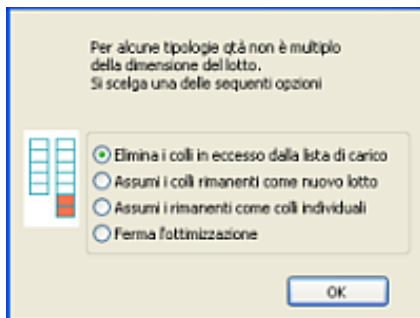 Per alcune tipologie qtà non è multiplo
della dimensione del lotto.
Si scelga una delle sequenti opzioni
Elimina i colli in eccesso dalla lista di carico
Assumi i colli rimanenti come nuovo lotto
Assumi i rimanenti come colli individuali
Ferma l'ottimizzazione
OK